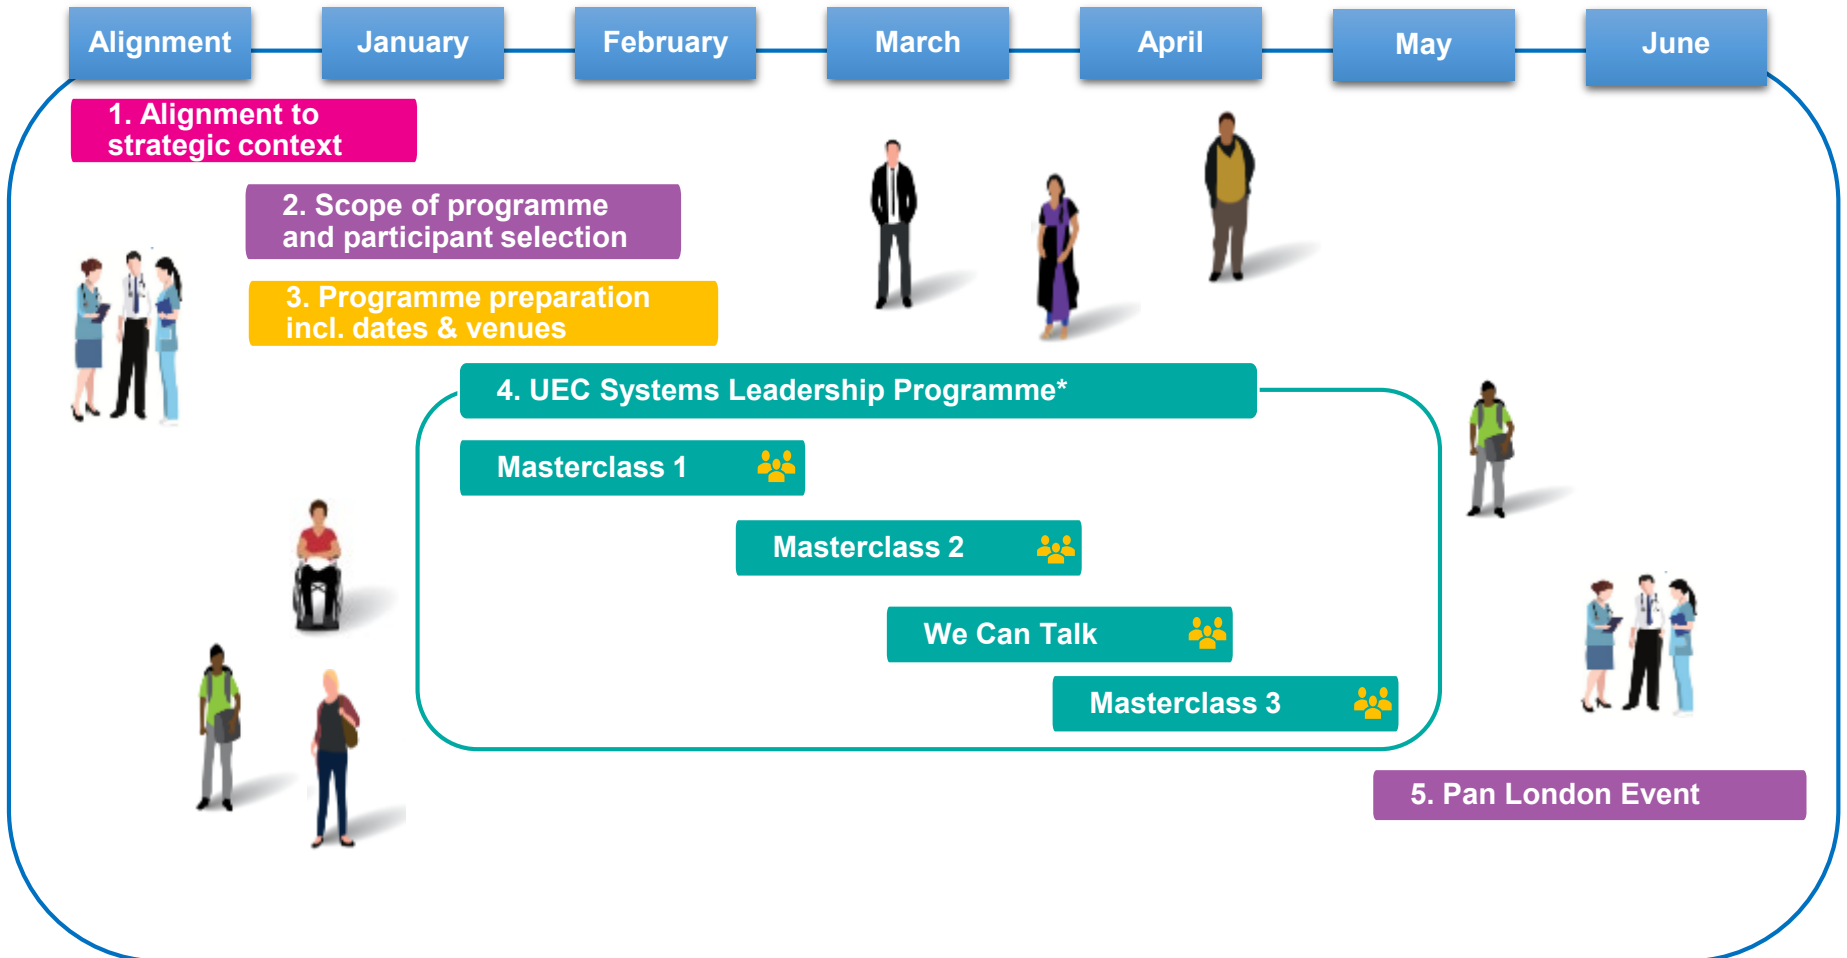 Alignment
January
February
March
April
May
June
1. Alignment to
strategic context
2. Scope of programme
and participant selection
3. Programme preparation
incl. dates & venues
4. UEC Systems Leadership Programme*
Masterclass 1
Masterclass 2
We Can Talk
Masterclass 3
5. Pan London Event